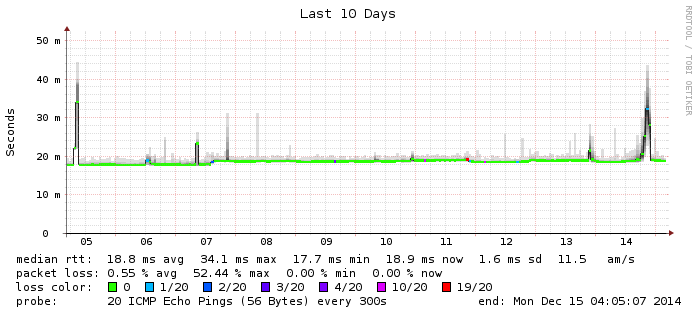 Last 10 Days
RRDTOOL / TOBI OETIKER
Seconds
50 m
40 m
30 m
20 m
10 m
0
05 06 07 08 09 10 11 12 13 14
median rtt: 18.8 ms avg 34.1 ms max 17.7 ms min 18.9 ms now 1.6 ms sd 11.5 am/s
packet loss: 0.55 % avg 52.44 % max 0.00 % min 0.00 % now
loss color: 0 1/20 2/20 3/20 4/20 10/20 19/20
probe: 20 ICMP Echo Pings (56 Bytes) every 300s end: Mon Dec 15 04:05:07 2014